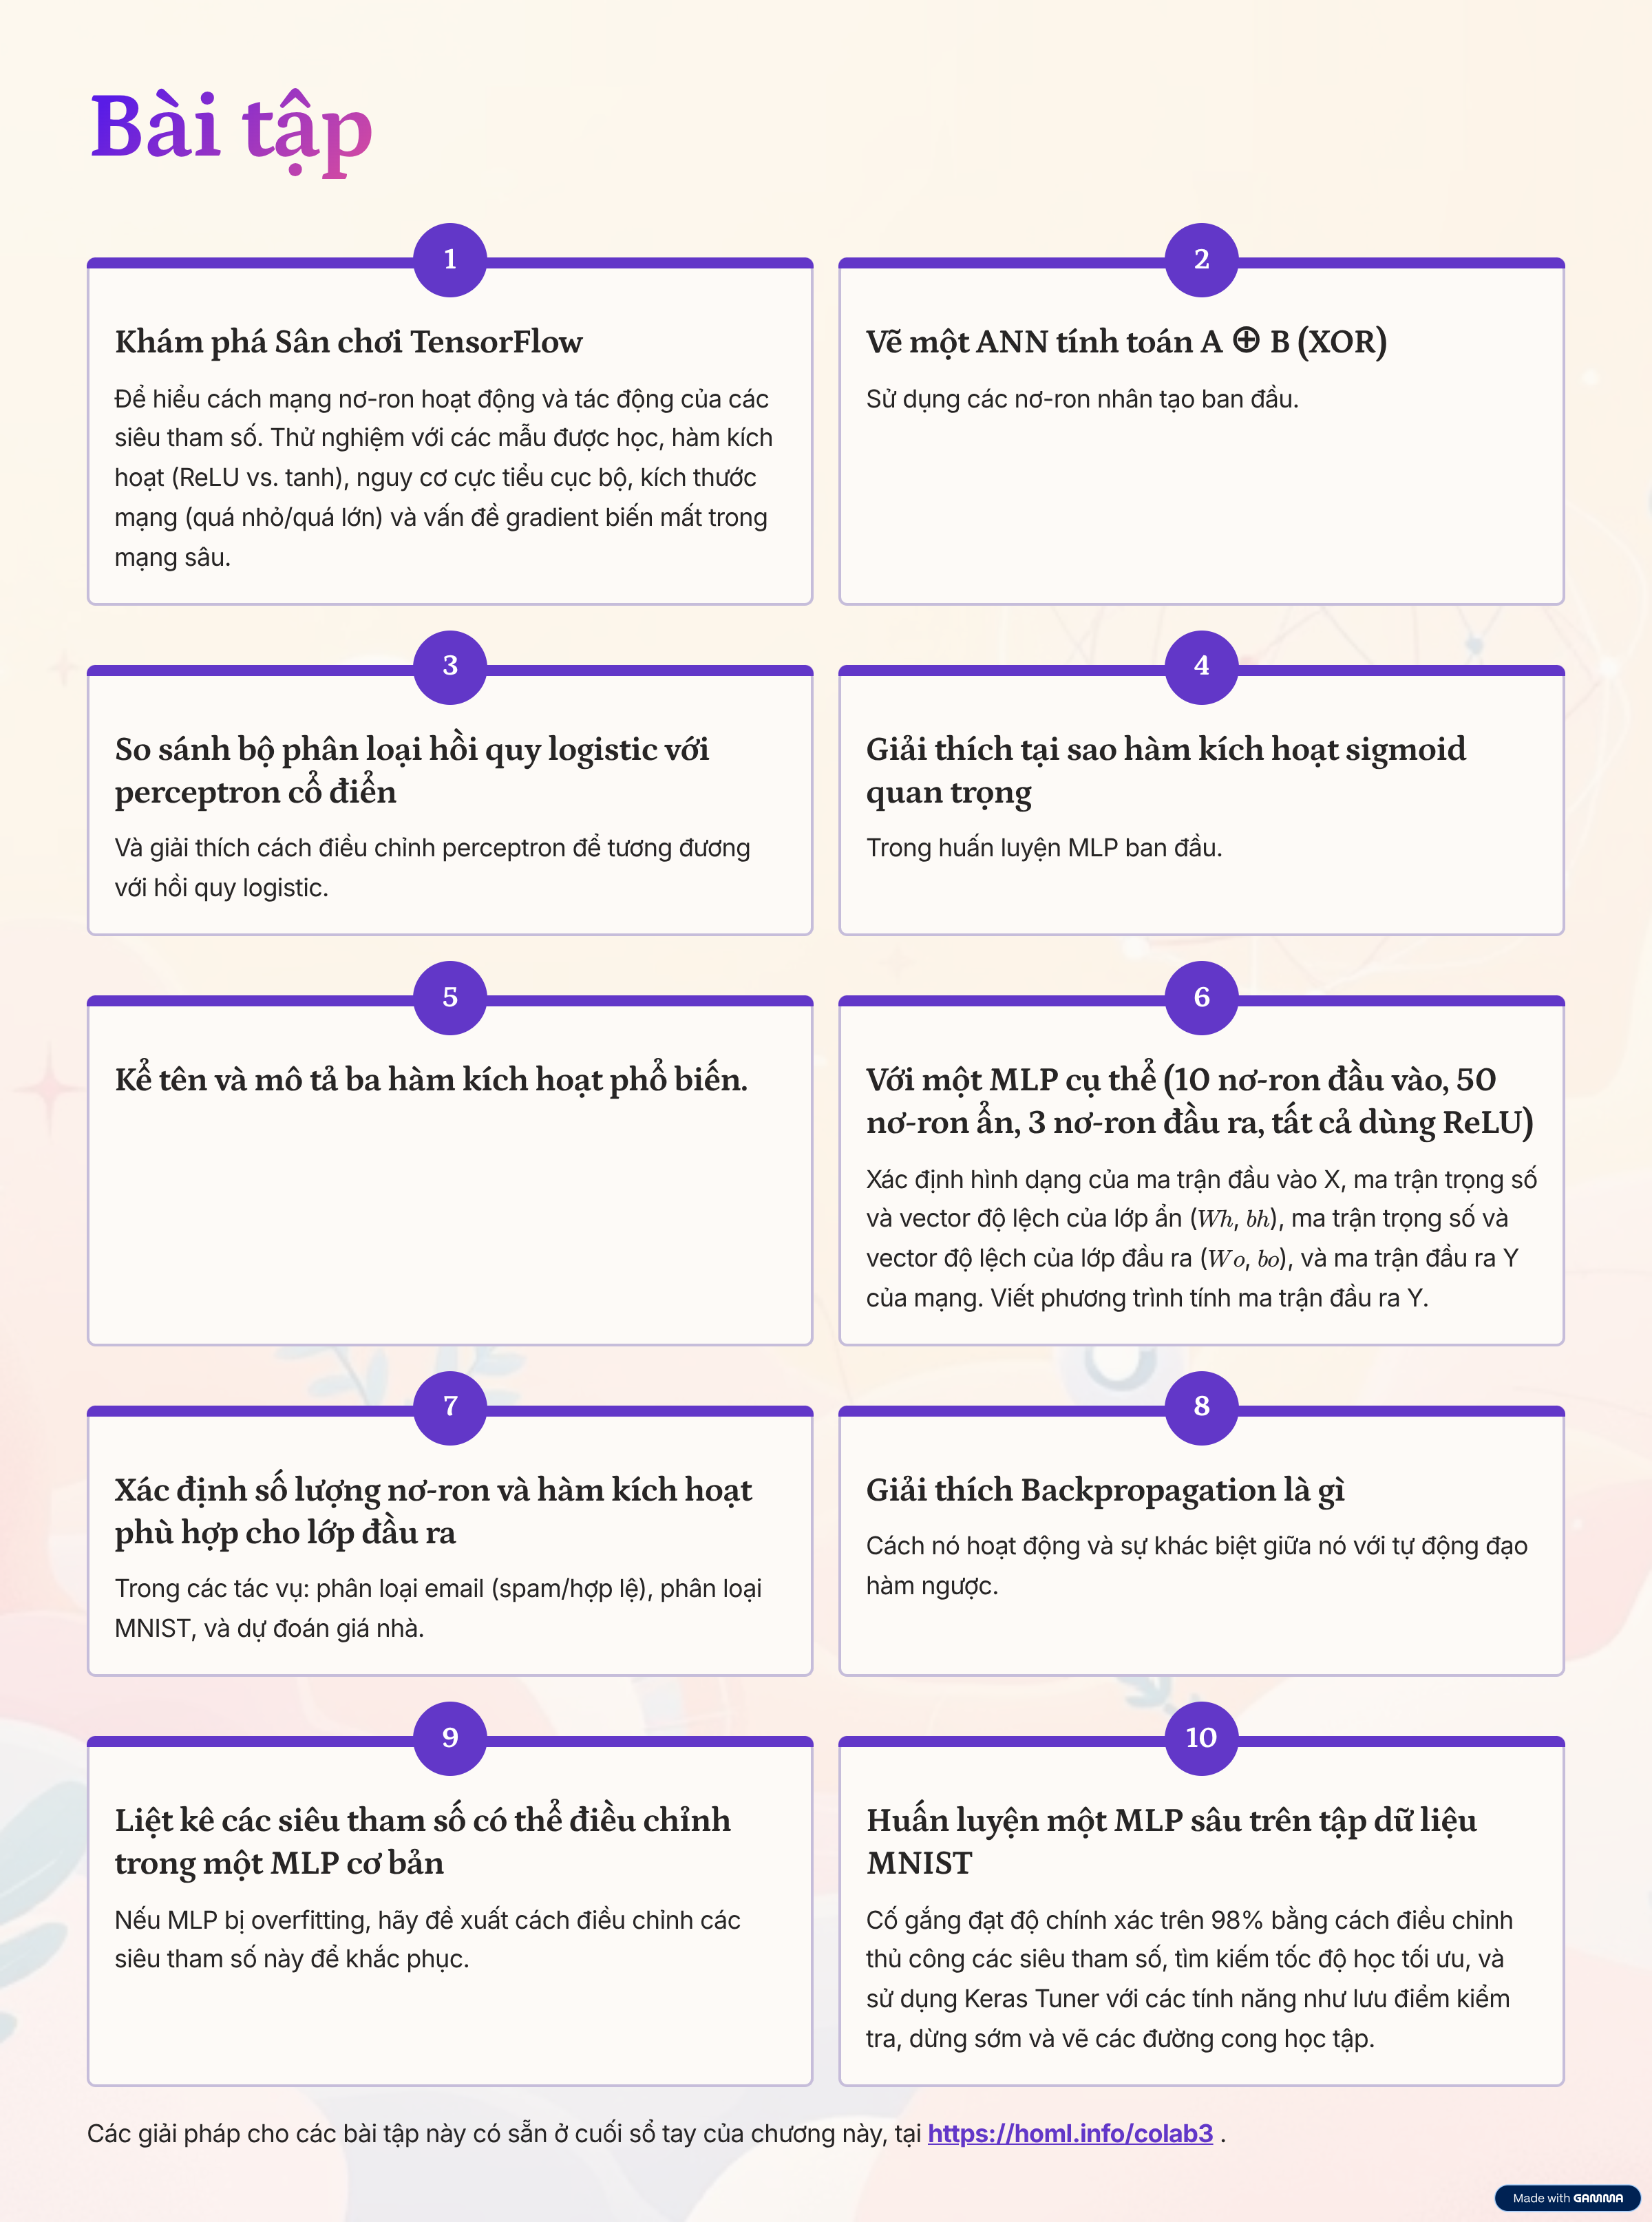 Bài tập
1
Khám phá Sân chơi TensorFlow
Để hiểu cách mạng nơ-ron hoạt động và tác động của các
siêu tham số. Thử nghiệm với các mẫu được học, hàm kích
hoạt (ReLU vs. tanh), nguy cơ cực tiểu cục bộ, kích thước
mạng (quá nhỏ/quá lớn) và vấn đề gradient biến mất trong
mạng sâu.
2
Vẽ một ANN tính toán A ⊕ B (XOR)
Sử dụng các nơ-ron nhân tạo ban đầu.
3
So sánh bộ phân loại hồi quy logistic với
perceptron cổ điển
Và giải thích cách điều chỉnh perceptron để tương đương
với hồi quy logistic.
4
Giải thích tại sao hàm kích hoạt sigmoid
quan trọng
Trong huấn luyện MLP ban đầu.
5
Kể tên và mô tả ba hàm kích hoạt phổ biến.
6
Với một MLP cụ thể (10 nơ-ron đầu vào, 50
nơ-ron ẩn, 3 nơ-ron đầu ra, tất cả dùng ReLU)
Xác định hình dạng của ma trận đầu vào X, ma trận trọng số
và vector độ lệch của lớp ẩn (Wh, bh), ma trận trọng số và
vector độ lệch của lớp đầu ra (Wo, bo), và ma trận đầu ra Y
của mạng. Viết phương trình tính ma trận đầu ra Y.
7
Xác định số lượng nơ-ron và hàm kích hoạt
phù hợp cho lớp đầu ra
Trong các tác vụ: phân loại email (spam/hợp lệ), phân loại
MNIST, và dự đoán giá nhà.
8
Giải thích Backpropagation là gì
Cách nó hoạt động và sự khác biệt giữa nó với tự động đạo
hàm ngược.
9
Liệt kê các siêu tham số có thể điều chỉnh
trong một MLP cơ bản
Nếu MLP bị overfitting, hãy đề xuất cách điều chỉnh các
siêu tham số này để khắc phục.
10
Huấn luyện một MLP sâu trên tập dữ liệu
MNIST
Cố gắng đạt độ chính xác trên 98% bằng cách điều chỉnh
thủ công các siêu tham số, tìm kiếm tốc độ học tối ưu, và
sử dụng Keras Tuner với các tính năng như lưu điểm kiểm
tra, dừng sớm và vẽ các đường cong học tập.
Các giải pháp cho các bài tập này có sẵn ở cuối sổ tay của chương này, tại https://homl.info/colab3 .
Made with GAMMA